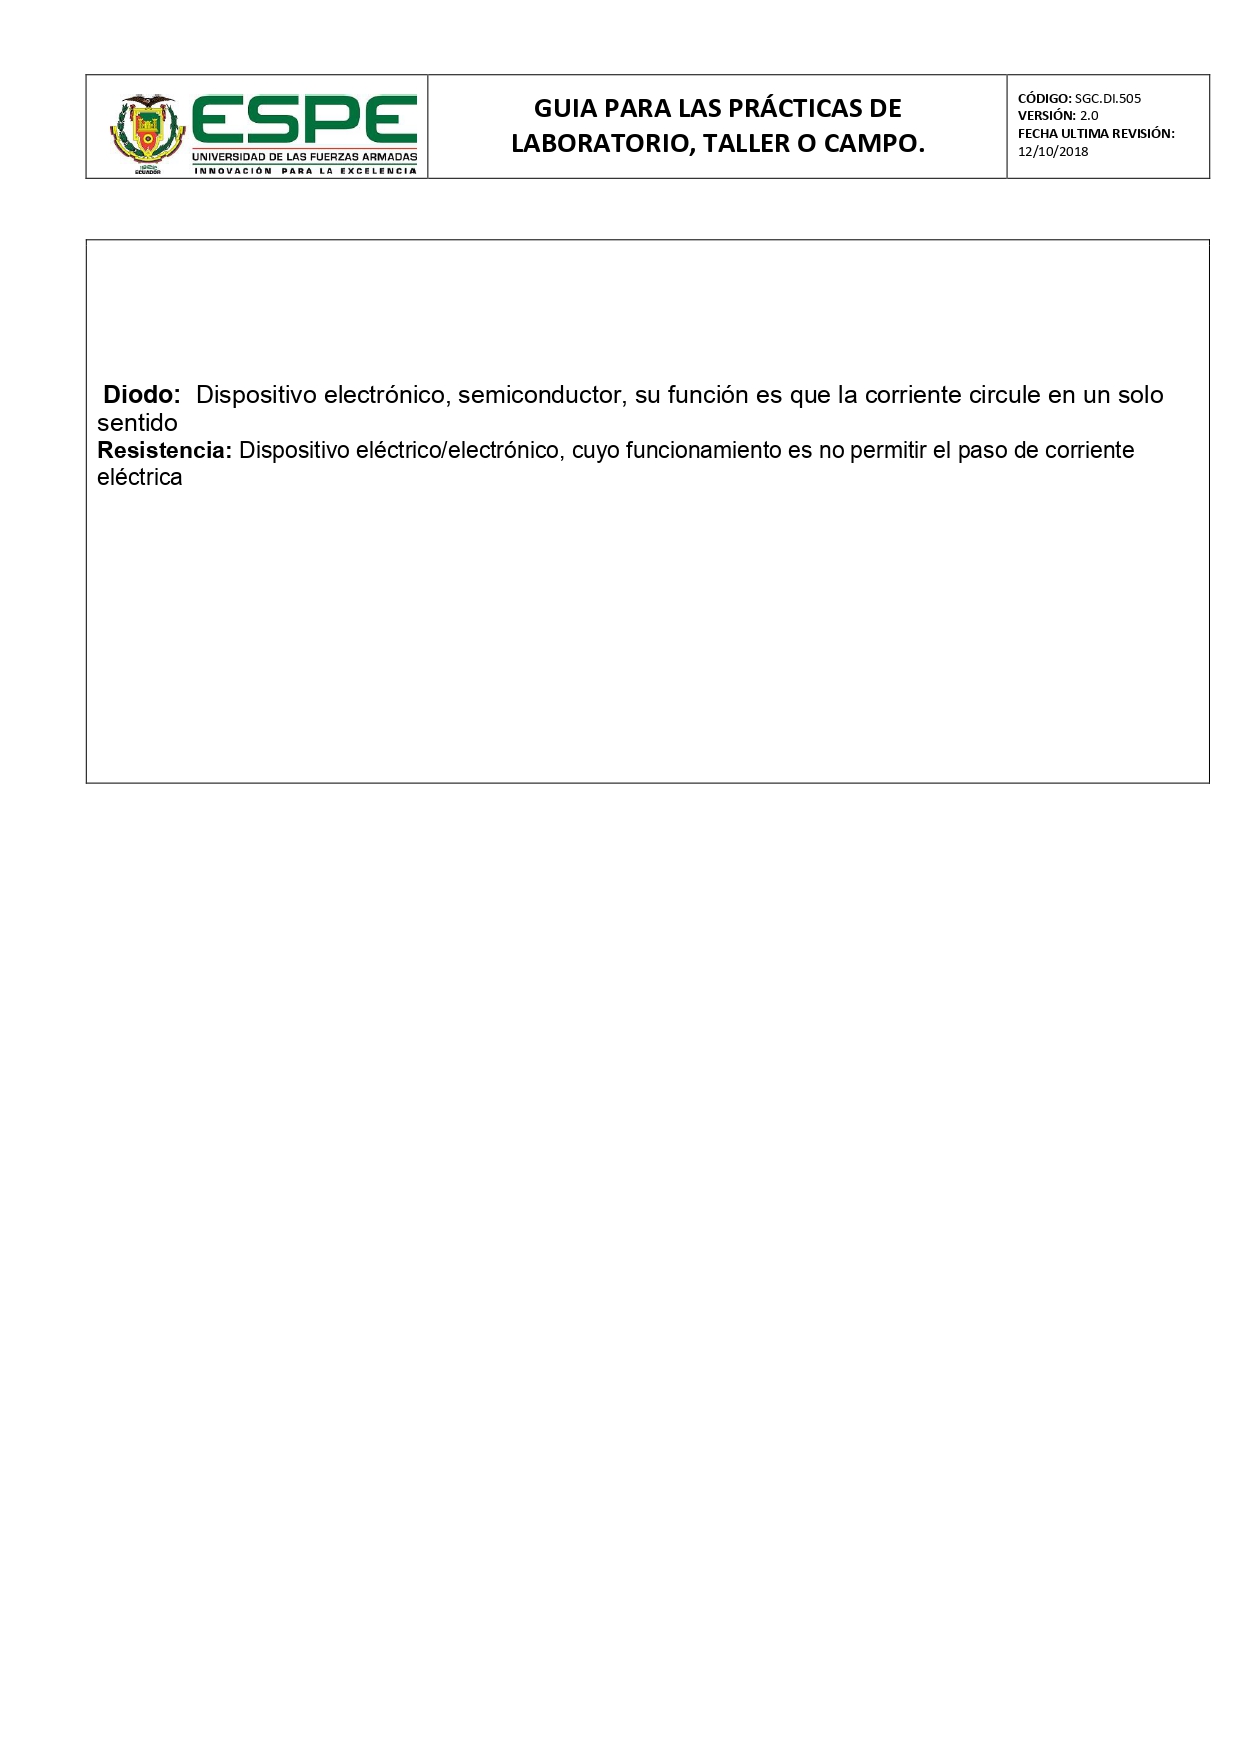 ESPE
UNIVERSIDAD DE LAS FUERZAS ARMADAS
INNOVACIÓN PARA LA EXCELENCIA
ECUADOR
GUIA PARA LAS PRÁCTICAS DE
LABORATORIO, TALLER O CAMPO.
CÓDIGO: SGC.DI.505
VERSIÓN: 2.0
FECHA ULTIMA REVISIÓN:
12/10/2018
Diodo: Dispositivo electrónico, semiconductor, su función es que la corriente circule en un solo
sentido
Resistencia: Dispositivo eléctrico/electrónico, cuyo funcionamiento es no permitir el paso de corriente
eléctrica